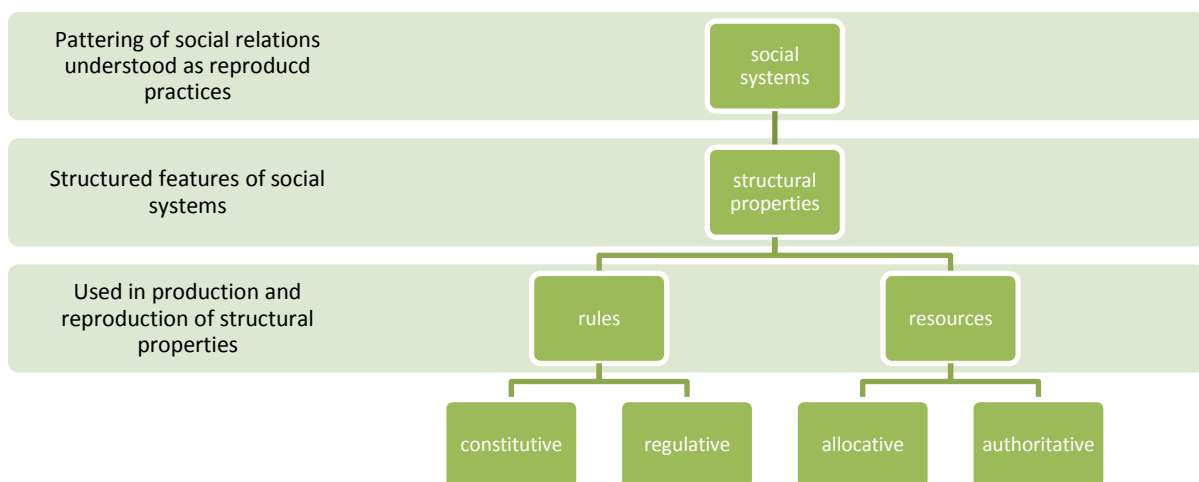 Pattering of social relations
understood as reproducd
practices
social
systems
Structured features of social
systems
structural
properties
Used in production and
reproduction of structural
properties
rules
resources
constitutive
regulative
allocative
authoritative